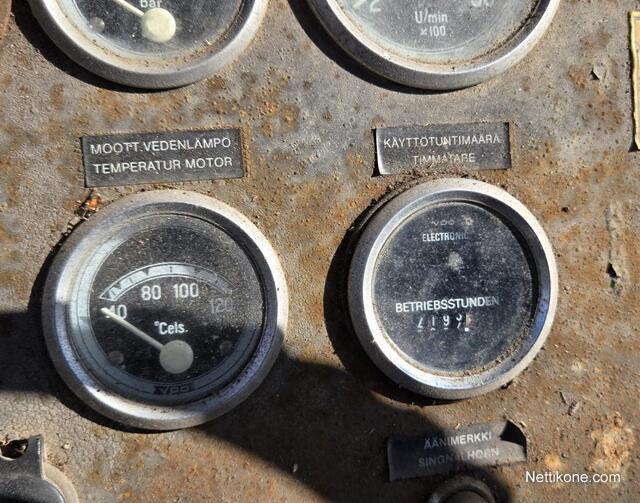 bar
U/min
×100
MOOTT.VEDENLÄMPÖ
TEMPERATUR MOTOR
KÄYTTÖTUNTIMÄÄRÄ
TIMMÄTARE
80 100
120
°Cels.
VDO
ELECTRONIC
BETRIEBSSTUNDEN
ÄÄNIMERKKI
SINGNALHORN
Nettikone.com